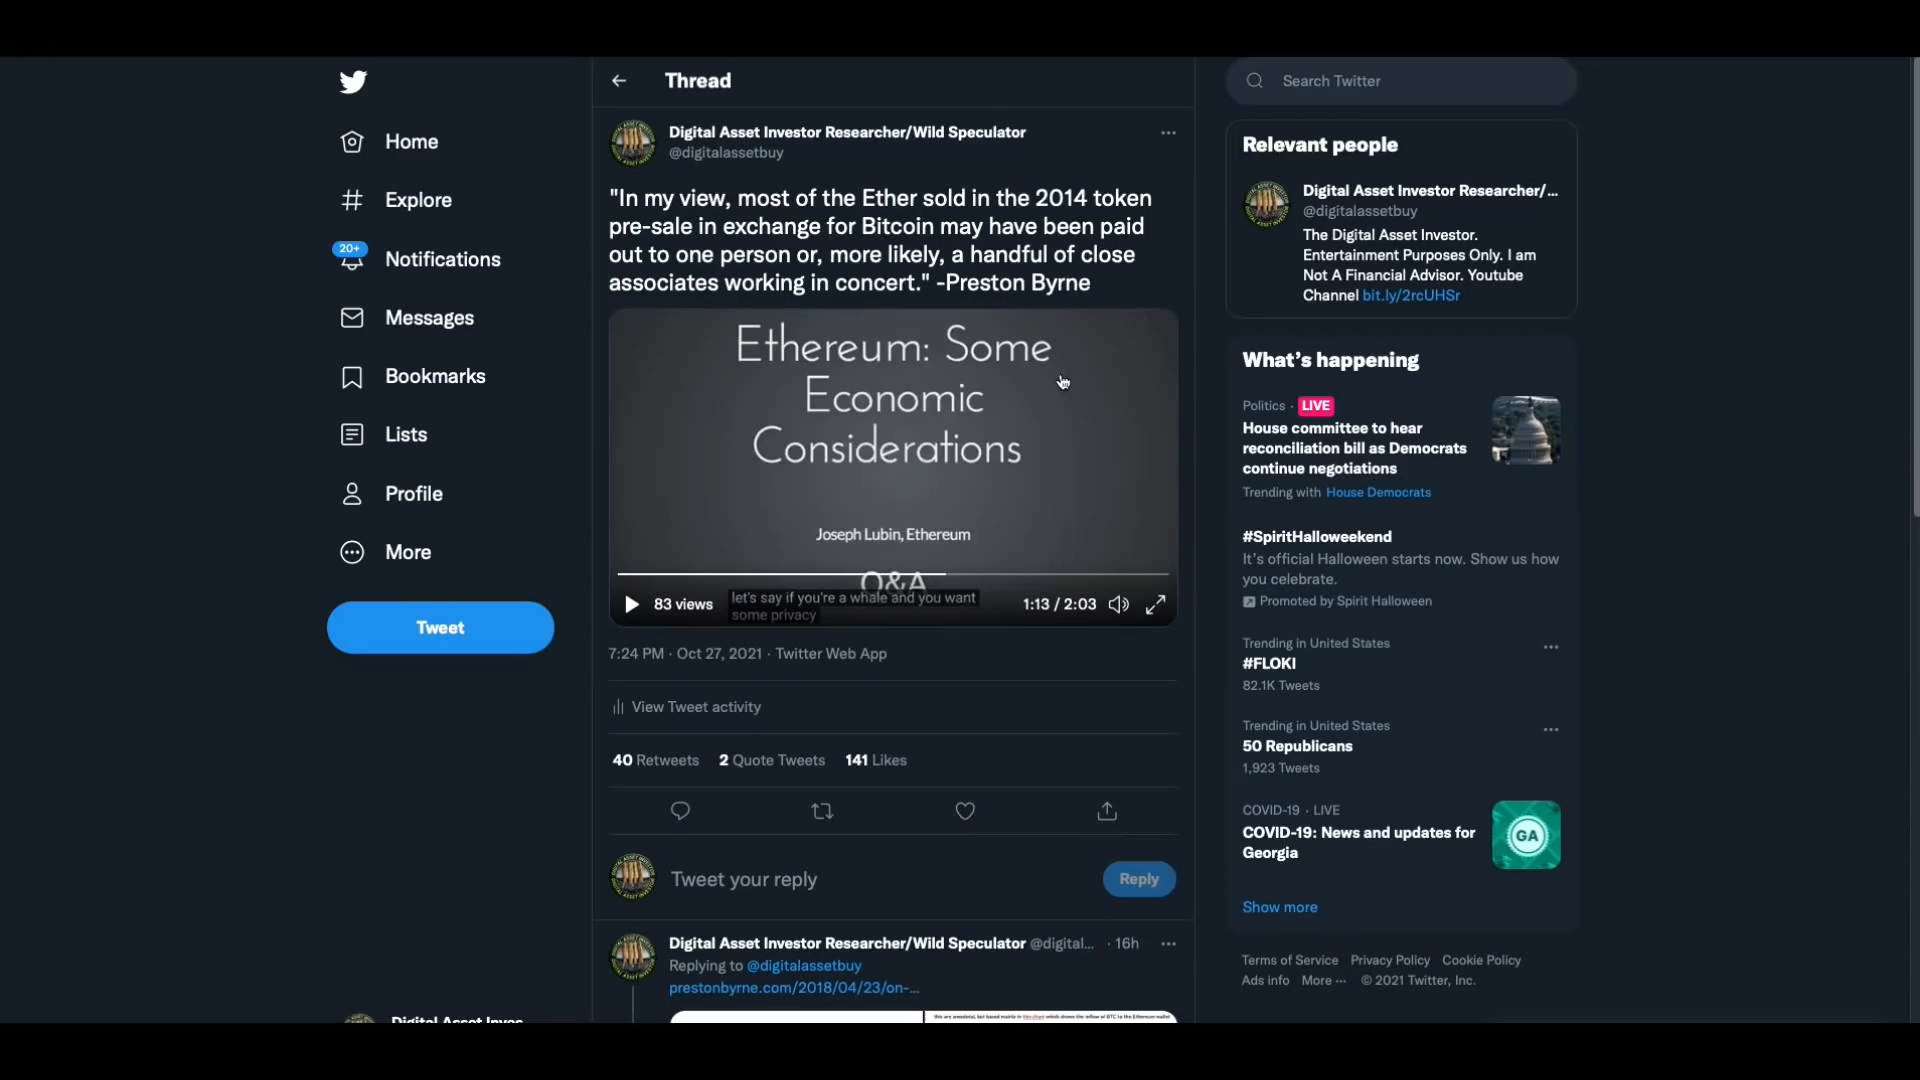 Home
Explore
20+
Notifications
Messages
Bookmarks
Lists
Profile
More
Tweet
Thread
Digital Asset Investor Researcher/Wild Speculator
@digitalassetbuy
"In my view, most of the Ether sold in the 2014 token
pre-sale in exchange for Bitcoin may have been paid
out to one person or, more likely, a handful of close
associates working in concert." -Preston Byrne
Ethereum: Some
Economic
Considerations
Joseph Lubin, Ethereum
Q&A
83 views
let's say if you're a whale and you want
some privacy
1:13 / 2:03
7:24 PM · Oct 27, 2021 · Twitter Web App
View Tweet activity
40 Retweets 2 Quote Tweets 141 Likes
Tweet your reply
Reply
Digital Asset Investor Researcher/Wild Speculator @digital... · 16h
Replying to @digitalassetbuy
prestonbyrne.com/2018/04/23/on-...
Search Twitter
Relevant people
Digital Asset Investor Researcher/...
@digitalassetbuy
The Digital Asset Investor.
Entertainment Purposes Only. I am
Not A Financial Advisor. Youtube
Channel bit.ly/2rcUHSr
What's happening
Politics · LIVE
House committee to hear
reconciliation bill as Democrats
continue negotiations
Trending with House Democrats
#SpiritHalloweekend
It's official Halloween starts now. Show us how
you celebrate.
Promoted by Spirit Halloween
Trending in United States
#FLOKI
82.1K Tweets
Trending in United States
50 Republicans
1,923 Tweets
COVID-19 · LIVE
COVID-19: News and updates for
Georgia
GA
Show more
Terms of Service Privacy Policy Cookie Policy
Ads info More ··· © 2021 Twitter, Inc.